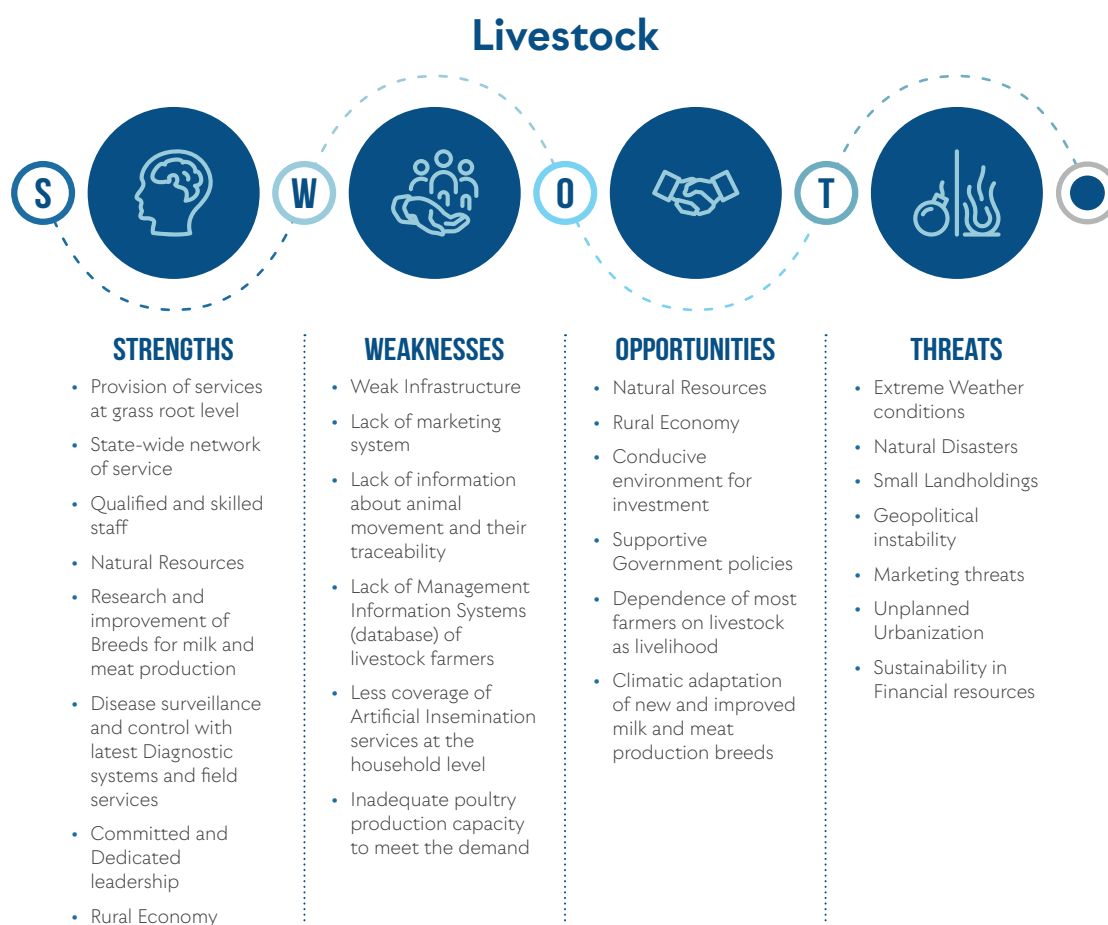 Livestock
S
W
O
T
STRENGTHS
• Provision of services
at grass root level
• State-wide network
of service
• Qualified and skilled
staff
• Natural Resources
• Research and
improvement of
Breeds for milk and
meat production
• Disease surveillance
and control with
latest Diagnostic
systems and field
services
• Committed and
Dedicated
leadership
• Rural Economy
WEAKNESSES
• Weak Infrastructure
• Lack of marketing
system
• Lack of information
about animal
movement and their
traceability
• Lack of Management
Information Systems
(database) of
livestock farmers
• Less coverage of
Artificial Insemination
services at the
household level
• Inadequate poultry
production capacity
to meet the demand
OPPORTUNITIES
• Natural Resources
• Rural Economy
• Conducive
environment for
investment
• Supportive
Government policies
• Dependence of most
farmers on livestock
as livelihood
• Climatic adaptation
of new and improved
milk and meat
production breeds
THREATS
• Extreme Weather
conditions
• Natural Disasters
• Small Landholdings
• Geopolitical
instability
• Marketing threats
• Unplanned
Urbanization
• Sustainability in
Financial resources